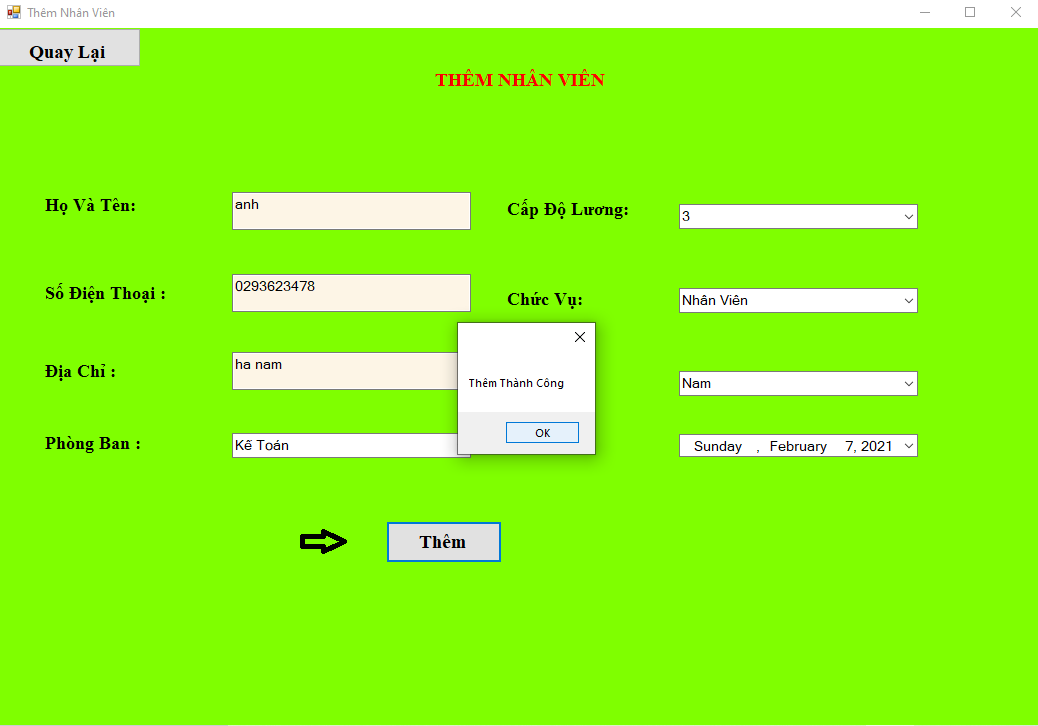 Thêm Nhân Viên
Quay Lại
THÊM NHÂN VIÊN
Họ Và Tên:
anh
Cấp Độ Lương:
3
Số Điện Thoại :
0293623478
Chức Vụ:
Nhân Viên
Địa Chỉ :
ha nam
Nam
Thêm Thành Công
OK
Phòng Ban :
Kế Toán
Sunday , February 7, 2021
Thêm